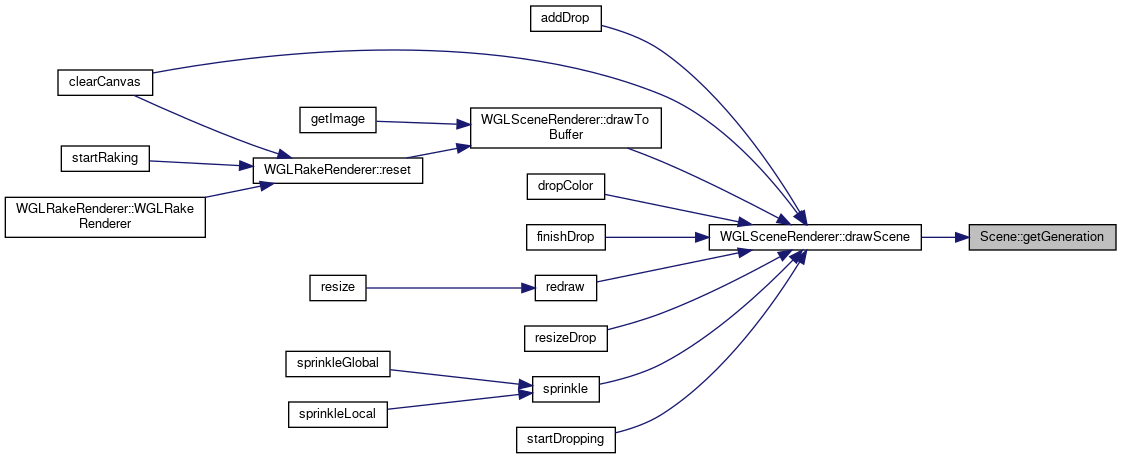 addDrop
clearCanvas
getImage
WGLSceneRenderer::drawTo
Buffer
startRaking
WGLRakeRenderer::reset
dropColor
WGLRakeRenderer::WGLRake
Renderer
finishDrop
WGLSceneRenderer::drawScene
Scene::getGeneration
resize
redraw
resizeDrop
sprinkleGlobal
sprinkle
sprinkleLocal
startDropping